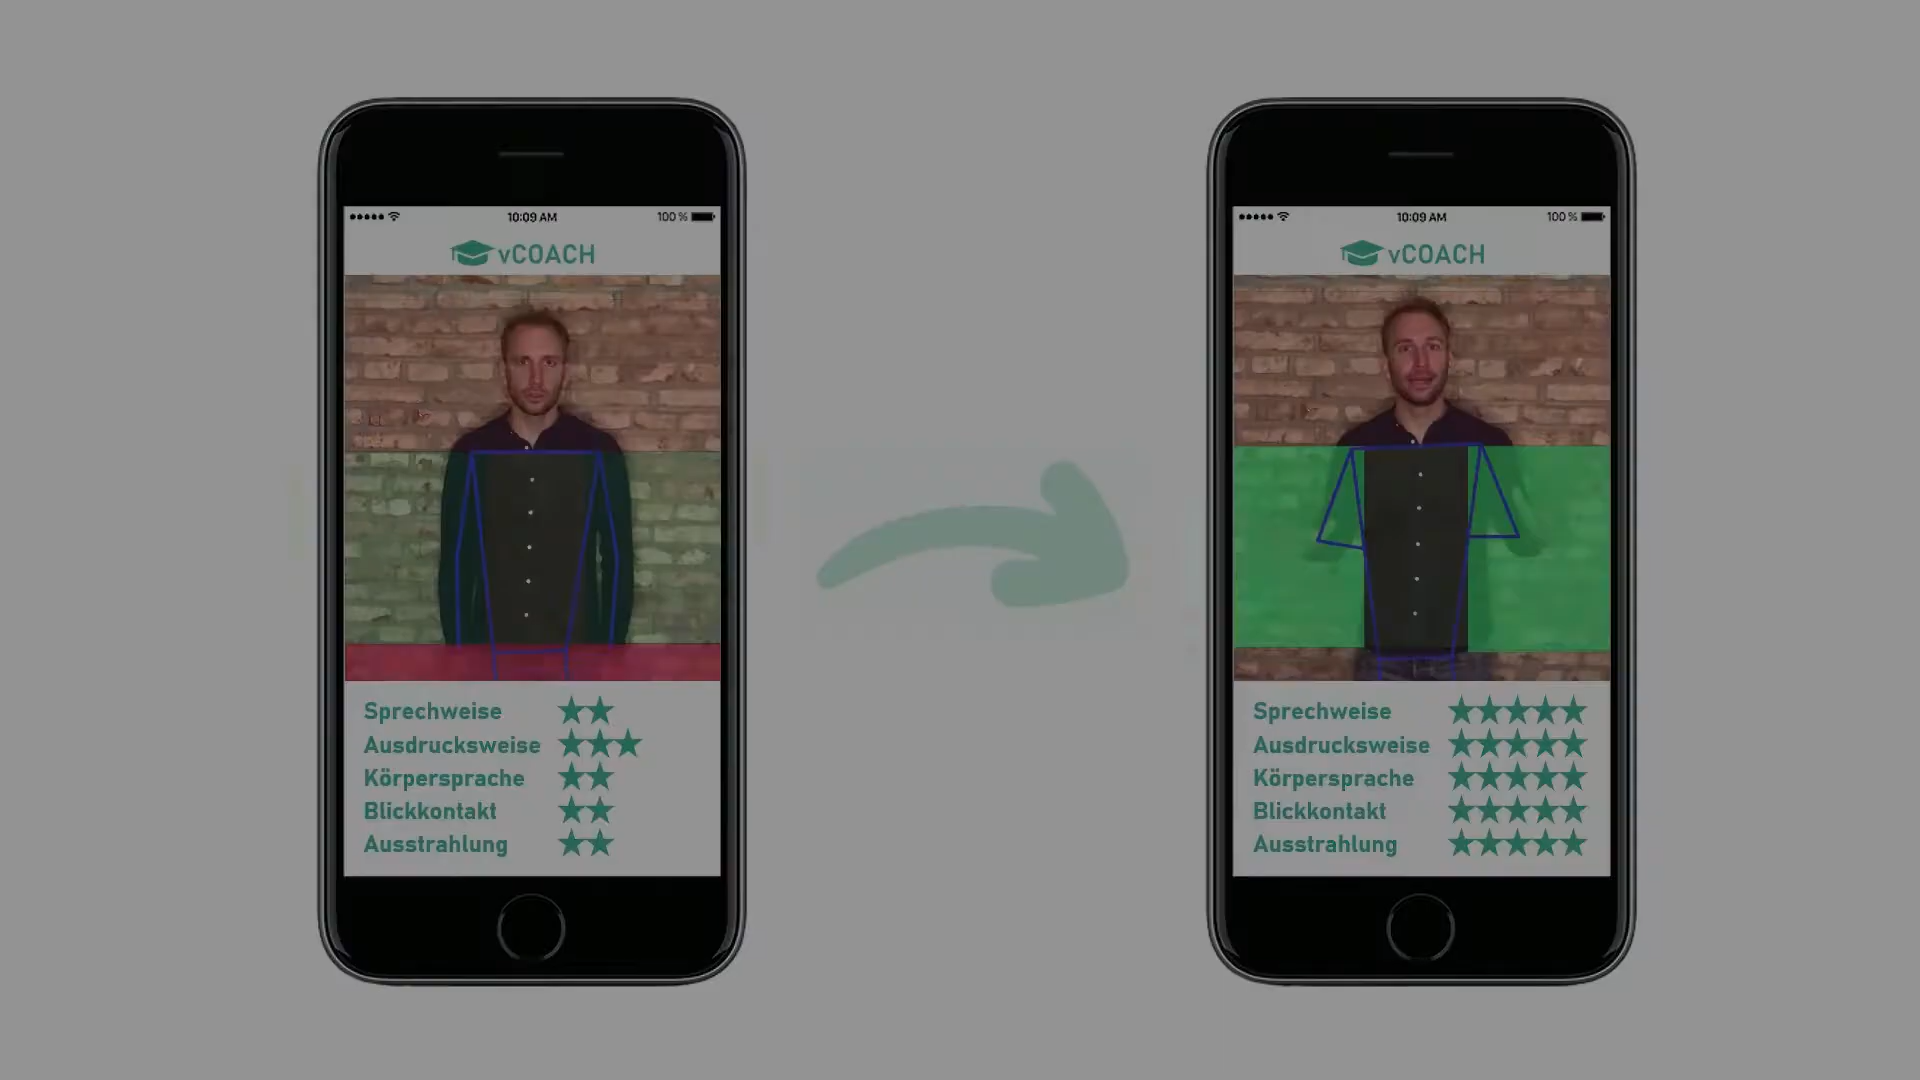 10:09 AM
100 %
vCOACH
Sprechweise
Ausdrucksweise
Körpersprache
Blickkontakt
Ausstrahlung
10:09 AM
100 %
vCOACH
Sprechweise
Ausdrucksweise
Körpersprache
Blickkontakt
Ausstrahlung